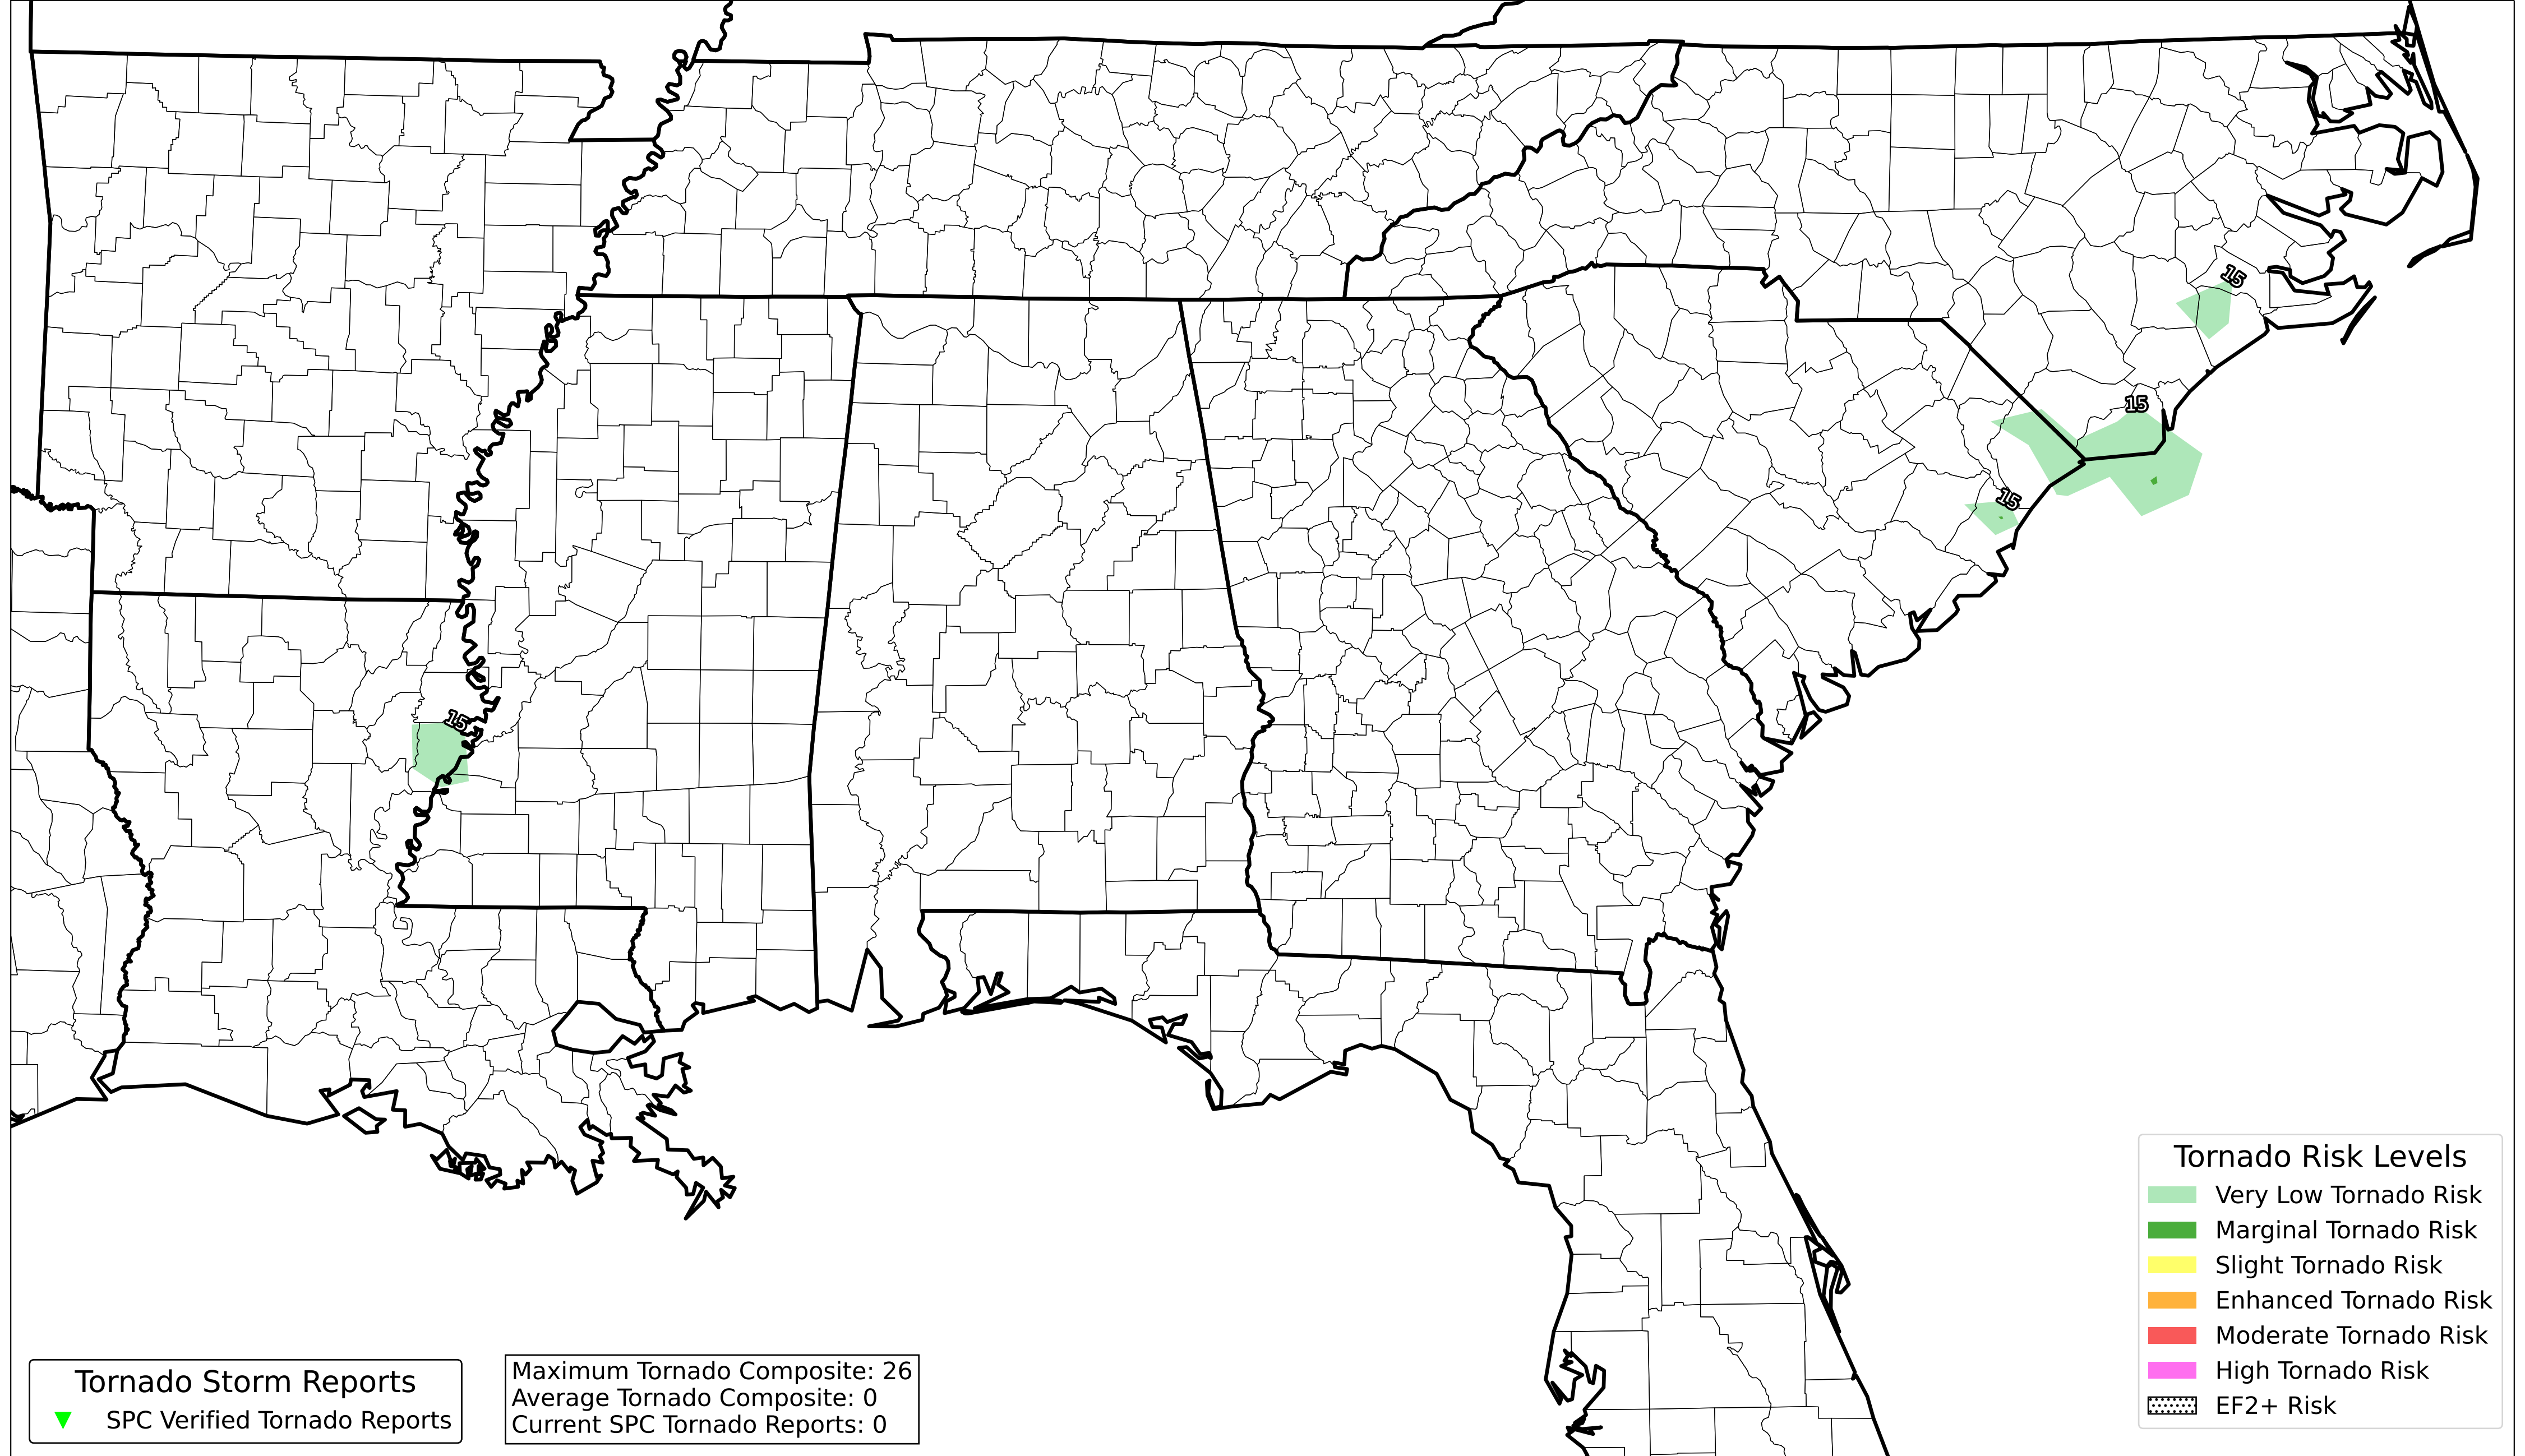 15
15
15
15
Tornado Risk Levels
Very Low Tornado Risk
Marginal Tornado Risk
Slight Tornado Risk
Enhanced Tornado Risk
Moderate Tornado Risk
High Tornado Risk
EF2+ Risk
Tornado Storm Reports
SPC Verified Tornado Reports
Maximum Tornado Composite: 26
Average Tornado Composite: 0
Current SPC Tornado Reports: 0